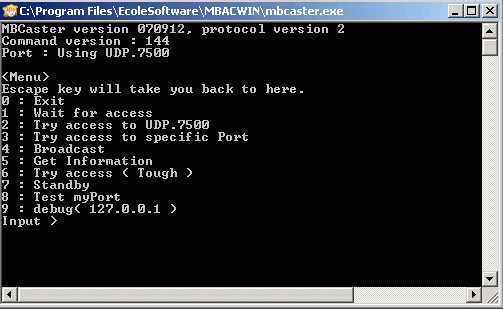 C:\Program Files\EcoleSoftware\MBACWIN\mbcaster.exe
MBCaster version 070912, protocol version 2
Command version : 144
Port : Using UDP.7500
<Menu>
Escape key will take you back to here.
0 : Exit
1 : Wait for access
2 : Try access to UDP.7500
3 : Try access to specific Port
4 : Broadcast
5 : Get Information
6 : Try access ( Tough )
7 : Standby
8 : Test myPort
9 : debug( 127.0.0.1 )
Input >